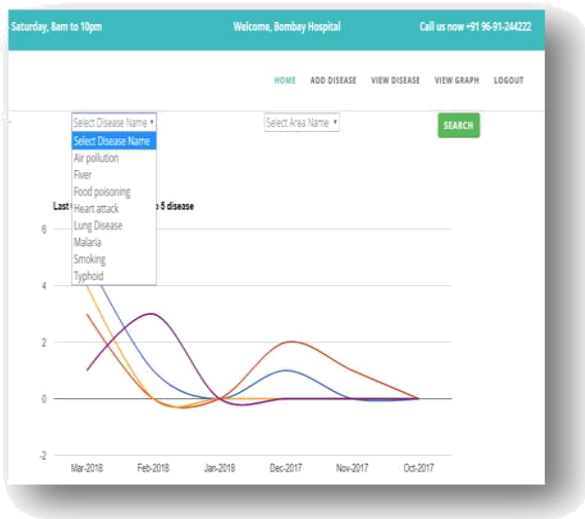 Saturday, 8am to 10pm Welcome, Bombay Hospital Call us now +91 96-91-244222
HOME ADD DISEASE VIEW DISEASE VIEW GRAPH LOGOUT
Select Disease Name Select Area Name SEARCH
Select Disease Name
Air pollution
Fiver
Food poisoning
Heart attack
Lung Disease
Malaria
Smoking
Typhoid
Last 5 disease
6
4
2
0
-2
Mar-2018 Feb-2018 Jan-2018 Dec-2017 Nov-2017 Oct-2017